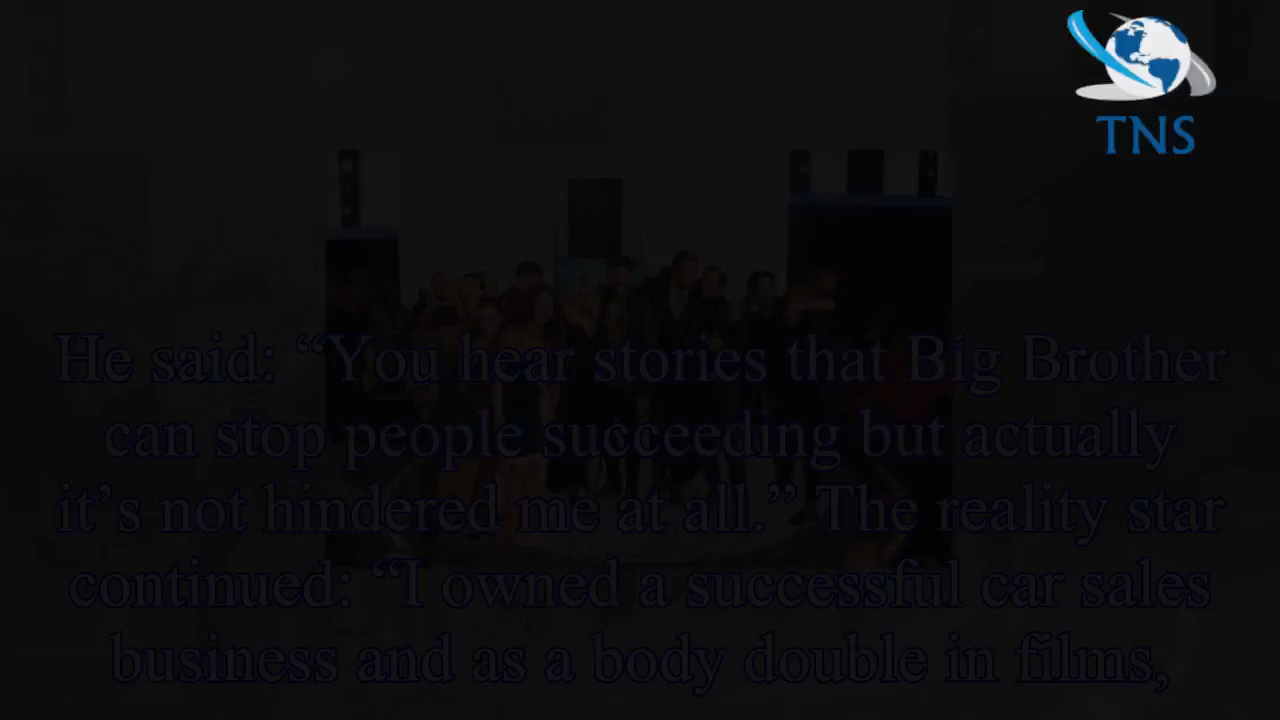 TNS
He said: “You hear stories that Big Brother
can stop people succeeding but actually
it’s not hindered me at all.” The reality star
continued: “I owned a successful car sales
business and as a body double in films,